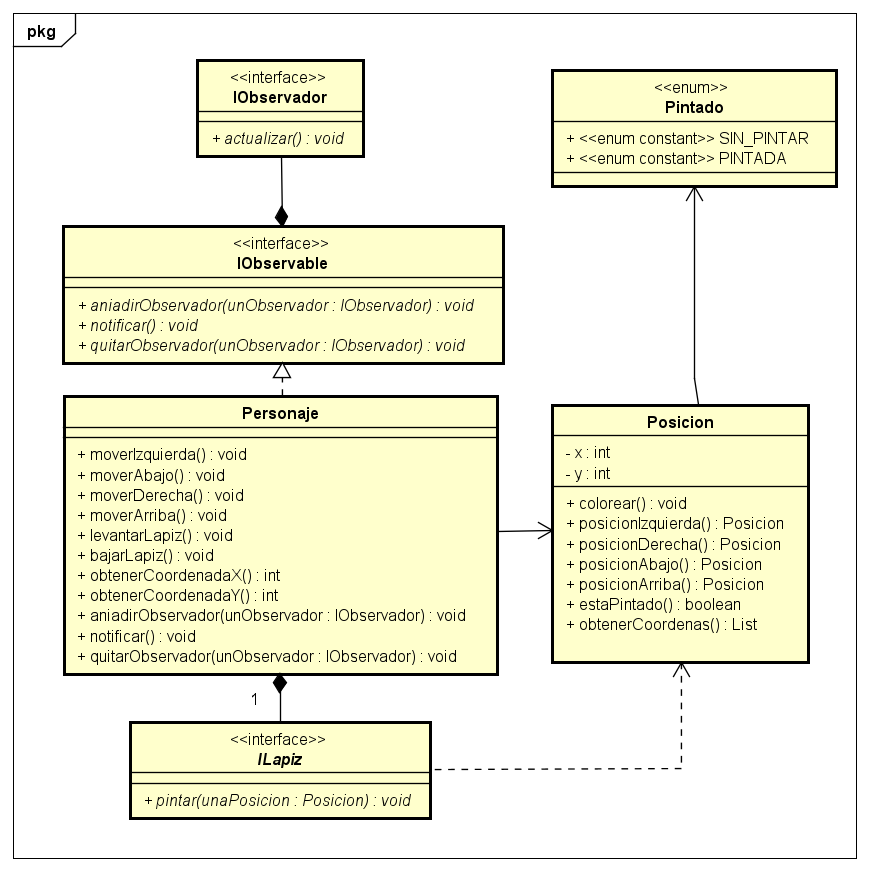 pkg
<<interface>>
IObservador
+ actualizar() : void
<<enum>>
Pintado
+ <<enum constant>> SIN_PINTAR
+ <<enum constant>> PINTADA
<<interface>>
IObservable
+ aniadirObservador(unObservador : IObservador) : void
+ notificar() : void
+ quitarObservador(unObservador : IObservador) : void
Personaje
+ moverIzquierda() : void
+ moverAbajo() : void
+ moverDerecha() : void
+ moverArriba() : void
+ levantarLapiz() : void
+ bajarLapiz() : void
+ obtenerCoordenadaX() : int
+ obtenerCoordenadaY() : int
+ aniadirObservador(unObservador : IObservador) : void
+ notificar() : void
+ quitarObservador(unObservador : IObservador) : void
Posicion
- x : int
- y : int
+ colorear() : void
+ posicionIzquierda() : Posicion
+ posicionDerecha() : Posicion
+ posicionAbajo() : Posicion
+ posicionArriba() : Posicion
+ estaPintado() : boolean
+ obtenerCoordenas() : List
1
<<interface>>
ILapiz
+ pintar(unaPosicion : Posicion) : void